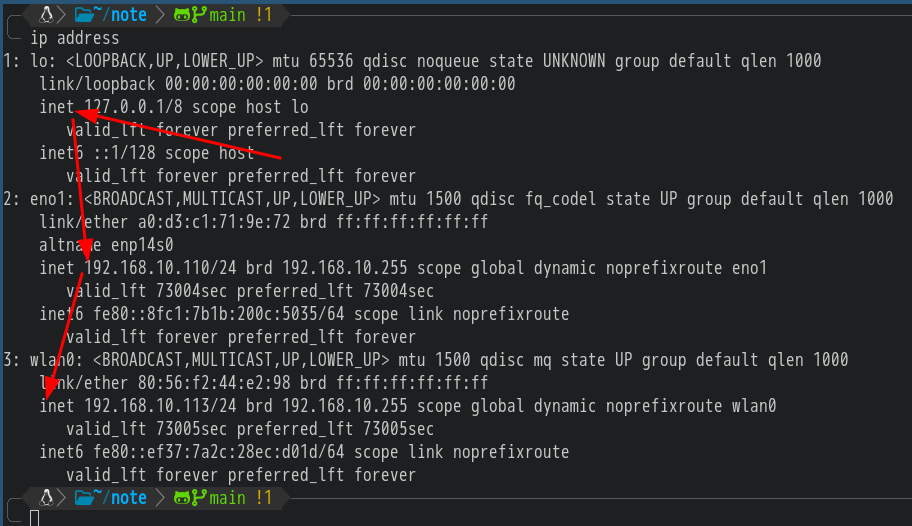 ~/note main !1
ip address
1: lo: <LOOPBACK,UP,LOWER_UP> mtu 65536 qdisc noqueue state UNKNOWN group default qlen 1000
link/loopback 00:00:00:00:00:00 brd 00:00:00:00:00:00
inet 127.0.0.1/8 scope host lo
valid_lft forever preferred_lft forever
inet6 ::1/128 scope host
valid_lft forever preferred_lft forever
2: eno1: <BROADCAST,MULTICAST,UP,LOWER_UP> mtu 1500 qdisc fq_codel state UP group default qlen 1000
link/ether a0:d3:c1:71:9e:72 brd ff:ff:ff:ff:ff:ff
altname enp14s0
inet 192.168.10.110/24 brd 192.168.10.255 scope global dynamic noprefixroute eno1
valid_lft 73004sec preferred_lft 73004sec
inet6 fe80::8fc1:7b1b:200c:5035/64 scope link noprefixroute
valid_lft forever preferred_lft forever
3: wlan0: <BROADCAST,MULTICAST,UP,LOWER_UP> mtu 1500 qdisc mq state UP group default qlen 1000
link/ether 80:56:f2:44:e2:98 brd ff:ff:ff:ff:ff:ff
inet 192.168.10.113/24 brd 192.168.10.255 scope global dynamic noprefixroute wlan0
valid_lft 73005sec preferred_lft 73005sec
inet6 fe80::ef37:7a2c:28ec:d01d/64 scope link noprefixroute
valid_lft forever preferred_lft forever
~/note main !1